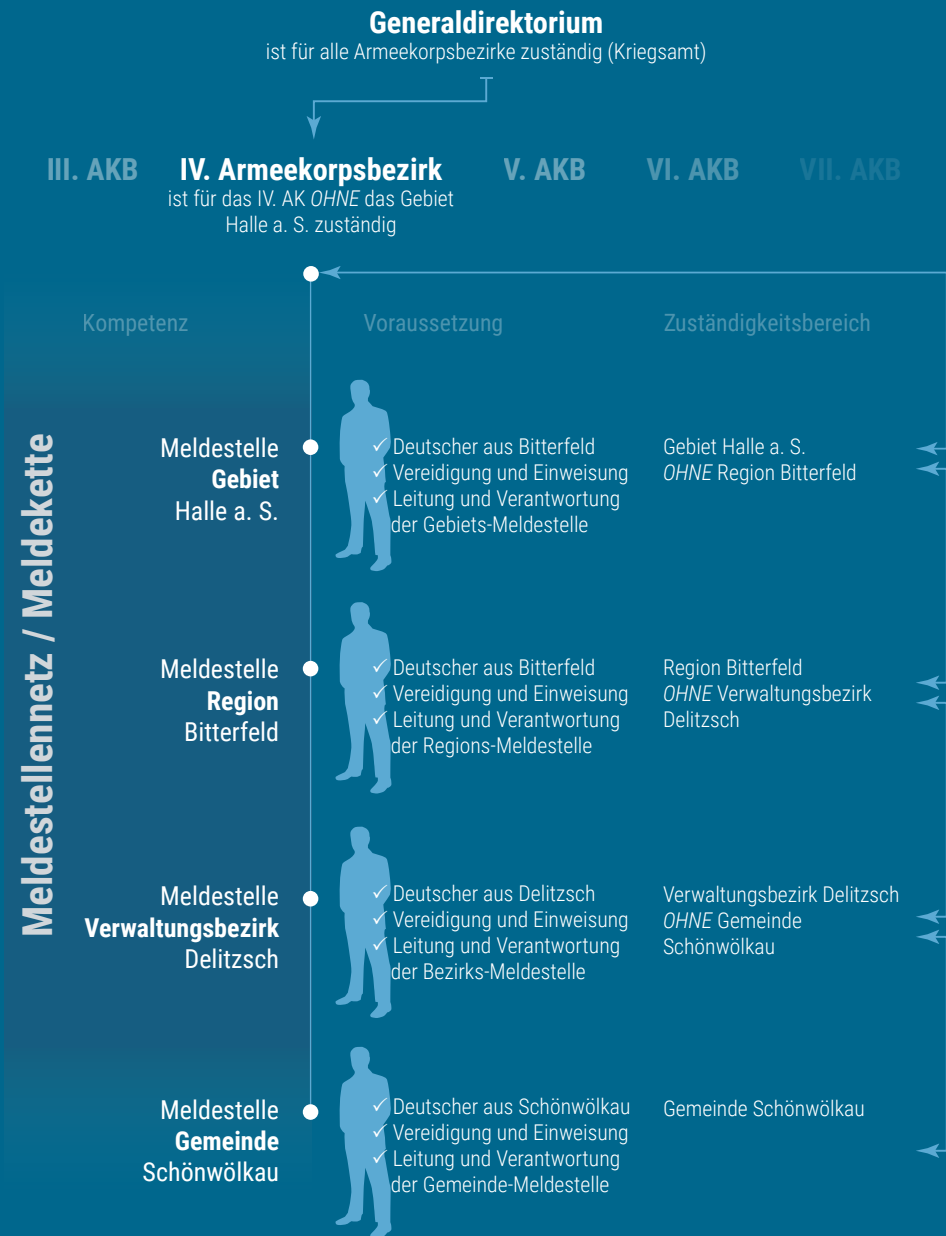 Generaldirektorium
ist für alle Armeekorpsbezirke zuständig (Kriegsamt)
III. AKB
IV. Armeekorpsbezirk
V. AKB
VI. AKB
VII. AKB
ist für das IV. AK OHNE das Gebiet
Halle a. S. zuständig
Kompetenz
Voraussetzung
Zuständigkeitsbereich
Meldestellennetz / Meldekette
Meldestelle
Gebiet
Halle a. S.
✓ Deutscher aus Bitterfeld
✓ Vereidigung und Einweisung
✓ Leitung und Verantwortung
der Gebiets-Meldestelle
Gebiet Halle a. S.
OHNE Region Bitterfeld
Meldestelle
Region
Bitterfeld
✓ Deutscher aus Bitterfeld
✓ Vereidigung und Einweisung
✓ Leitung und Verantwortung
der Regions-Meldestelle
Region Bitterfeld
OHNE Verwaltungsbezirk
Delitzsch
Meldestelle
Verwaltungsbezirk
Delitzsch
✓ Deutscher aus Delitzsch
✓ Vereidigung und Einweisung
✓ Leitung und Verantwortung
der Bezirks-Meldestelle
Verwaltungsbezirk Delitzsch
OHNE Gemeinde
Schönwölkau
Meldestelle
Gemeinde
Schönwölkau
✓ Deutscher aus Schönwölkau
✓ Vereidigung und Einweisung
✓ Leitung und Verantwortung
der Gemeinde-Meldestelle
Gemeinde Schönwölkau